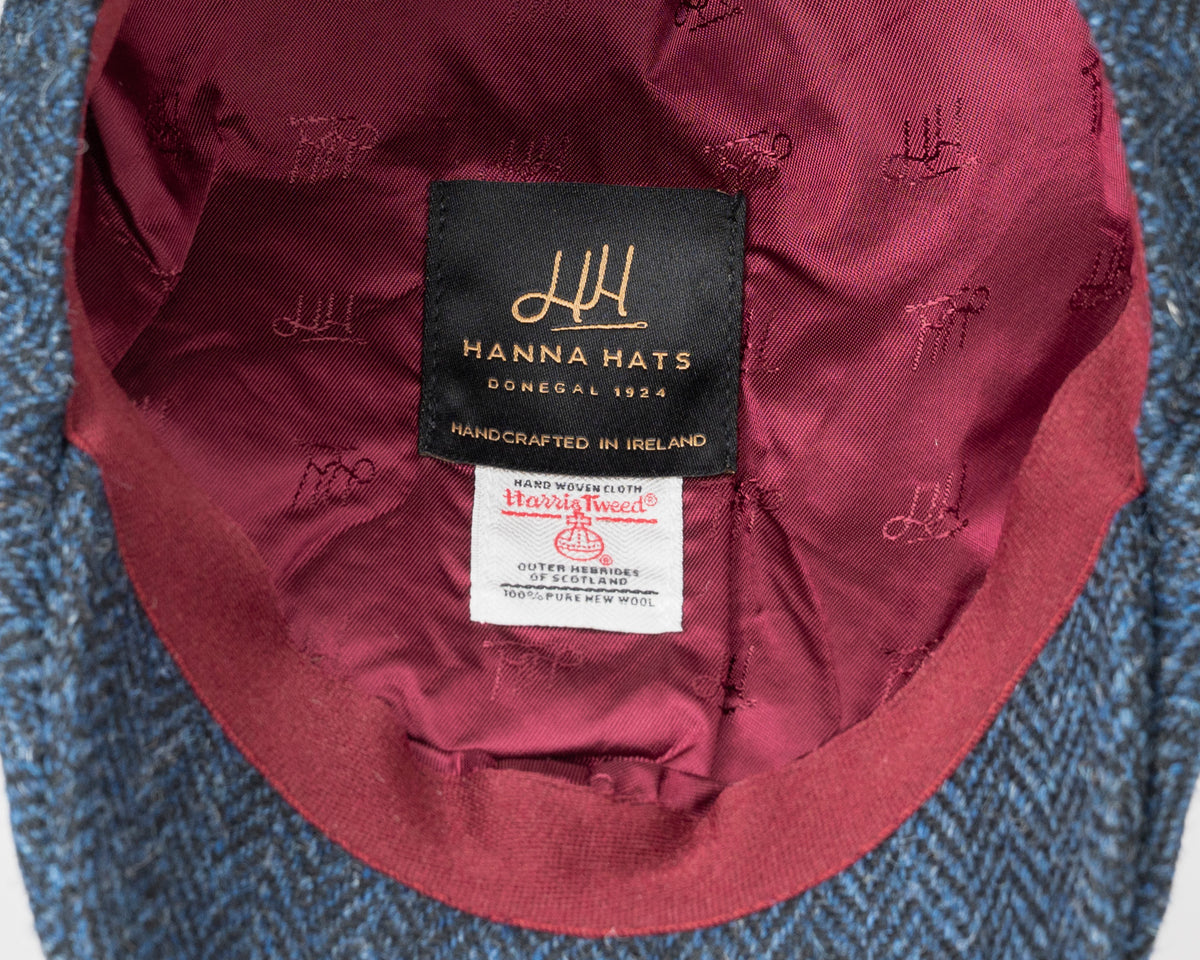 HH
HANNA HATS
DONEGAL 1924
HANDCRAFTED IN IRELAND
HAND WOVEN CLOTH
Harris Tweed®
®
OUTER HEBRIDES
OF SCOTLAND
100% PURE NEW WOOL